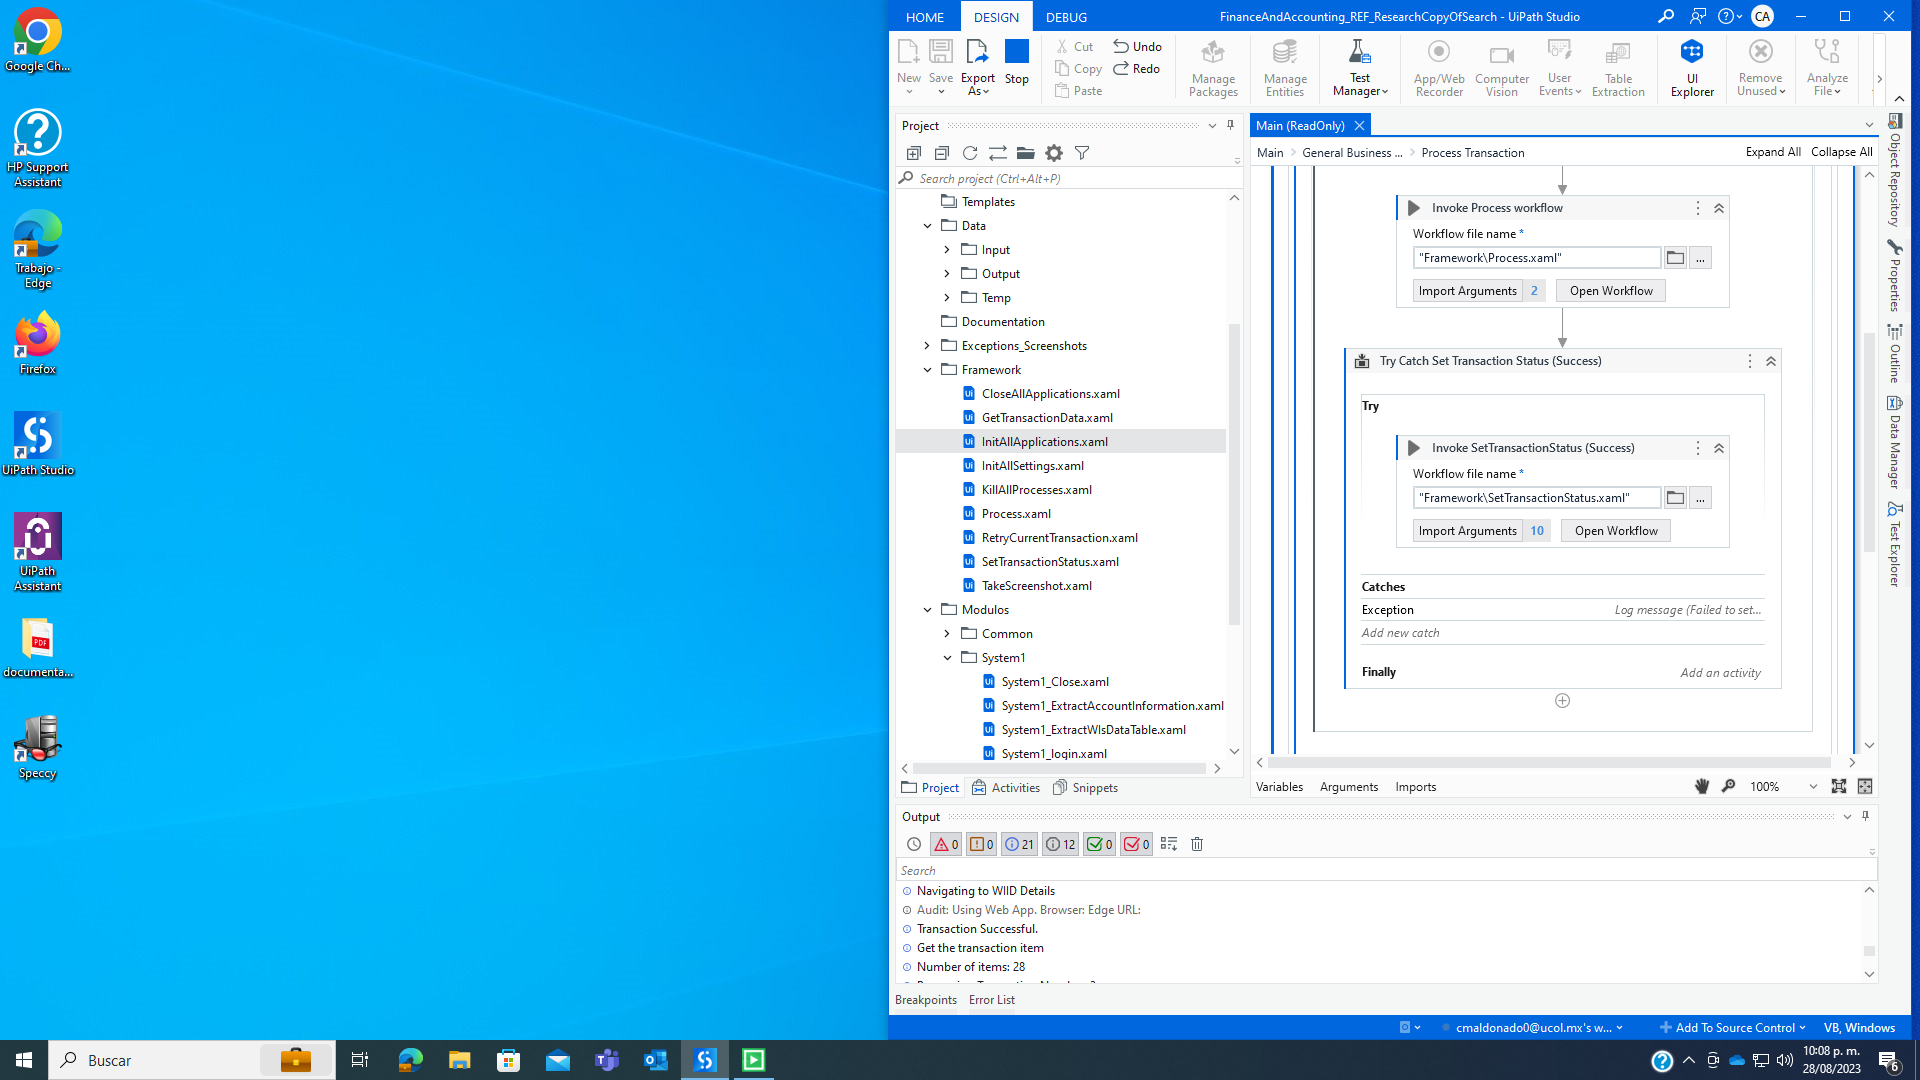 Google Ch...
HP Support Assistant
Trabajo - Edge
Firefox
UiPath Studio
UiPath Assistant
documenta...
Speccy
HOME
DESIGN
DEBUG
FinanceAndAccounting_REF_ResearchCopyOfSearch - UiPath Studio
CA
New
Save
Export As
Stop
Cut
Copy
Paste
Undo
Redo
Manage Packages
Manage Entities
Test Manager
App/Web Recorder
Computer Vision
User Events
Table Extraction
UI Explorer
Remove Unused
Analyze File
Project
Search project (Ctrl+Alt+P)
Templates
Data
Input
Output
Temp
Documentation
Exceptions_Screenshots
Framework
CloseAllApplications.xaml
GetTransactionData.xaml
InitAllApplications.xaml
InitAllSettings.xaml
KillAllProcesses.xaml
Process.xaml
RetryCurrentTransaction.xaml
SetTransactionStatus.xaml
TakeScreenshot.xaml
Modulos
Common
System1
System1_Close.xaml
System1_ExtractAccountInformation.xaml
System1_ExtractWIsDataTable.xaml
System1_login.xaml
Project
Activities
Snippets
Main (ReadOnly)
Main
General Business ...
Process Transaction
Expand All
Collapse All
Invoke Process workflow
Workflow file name *
"Framework\Process.xaml"
...
Import Arguments 2
Open Workflow
Try Catch Set Transaction Status (Success)
Try
Invoke SetTransactionStatus (Success)
Workflow file name *
"Framework\SetTransactionStatus.xaml"
...
Import Arguments 10
Open Workflow
Catches
Exception
Log message (Failed to set...
Add new catch
Finally
Add an activity
Variables
Arguments
Imports
100%
Object Repository
Properties
Outline
Data Manager
Test Explorer
Output
0
0
21
12
0
0
Search
Navigating to WIID Details
Audit: Using Web App. Browser: Edge URL:
Transaction Successful.
Get the transaction item
Number of items: 28
Breakpoints
Error List
cmaldonado0@ucol.mx's w...
Add To Source Control
VB, Windows
Buscar
10:08 p. m.
28/08/2023
6